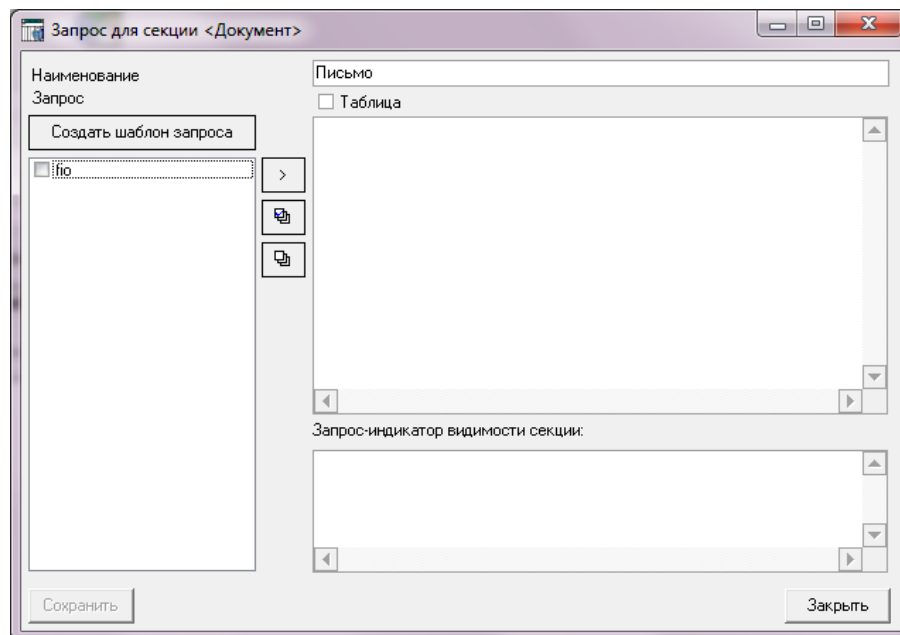 Запрос для секции <Документ>
Наименование
Письмо
Запрос
Таблица
Создать шаблон запроса
fio
>
Запрос-индикатор видимости секции:
Сохранить
Закрыть